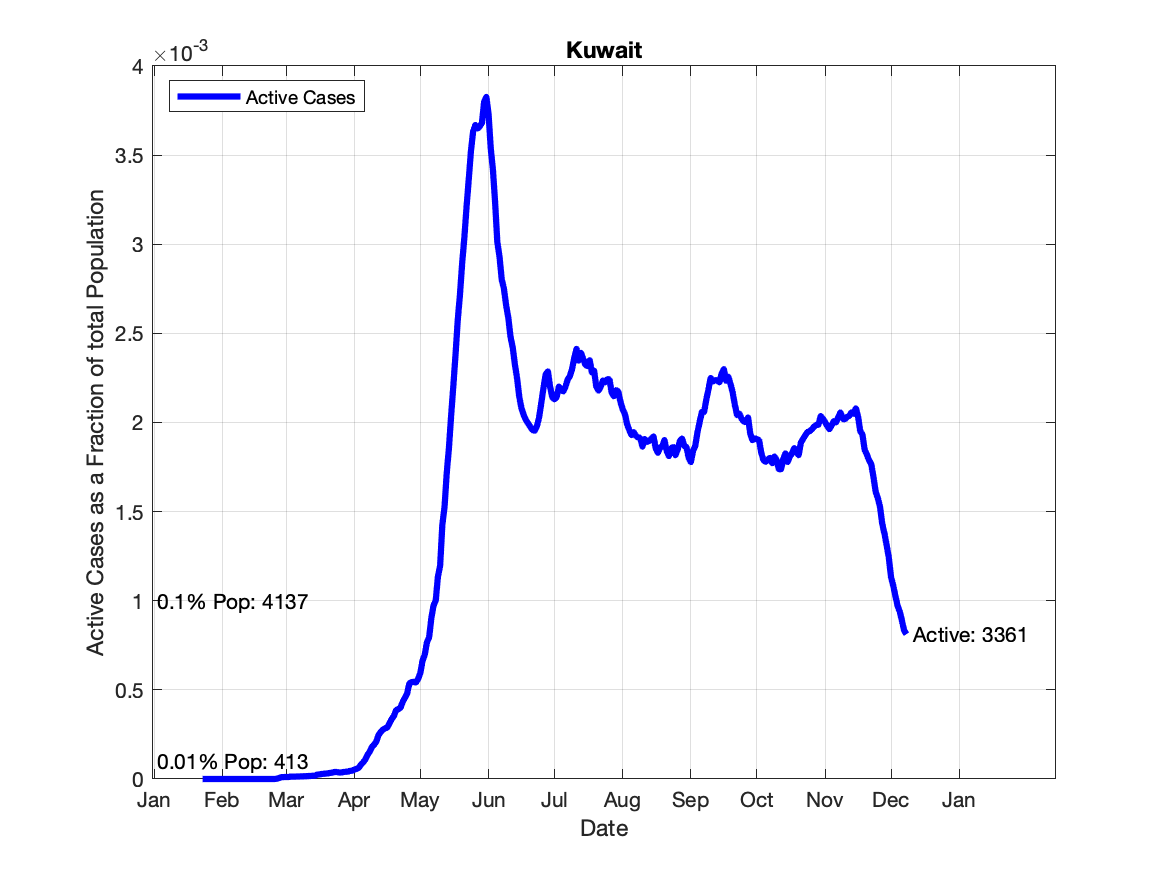 Kuwait
×10-3
Active Cases
4
3.5
3
2.5
2
1.5
1
0.5
0
Active Cases as a Fraction of total Population
0.1% Pop: 4137
Active: 3361
0.01% Pop: 413
Jan Feb Mar Apr May Jun Jul Aug Sep Oct Nov Dec Jan
Date